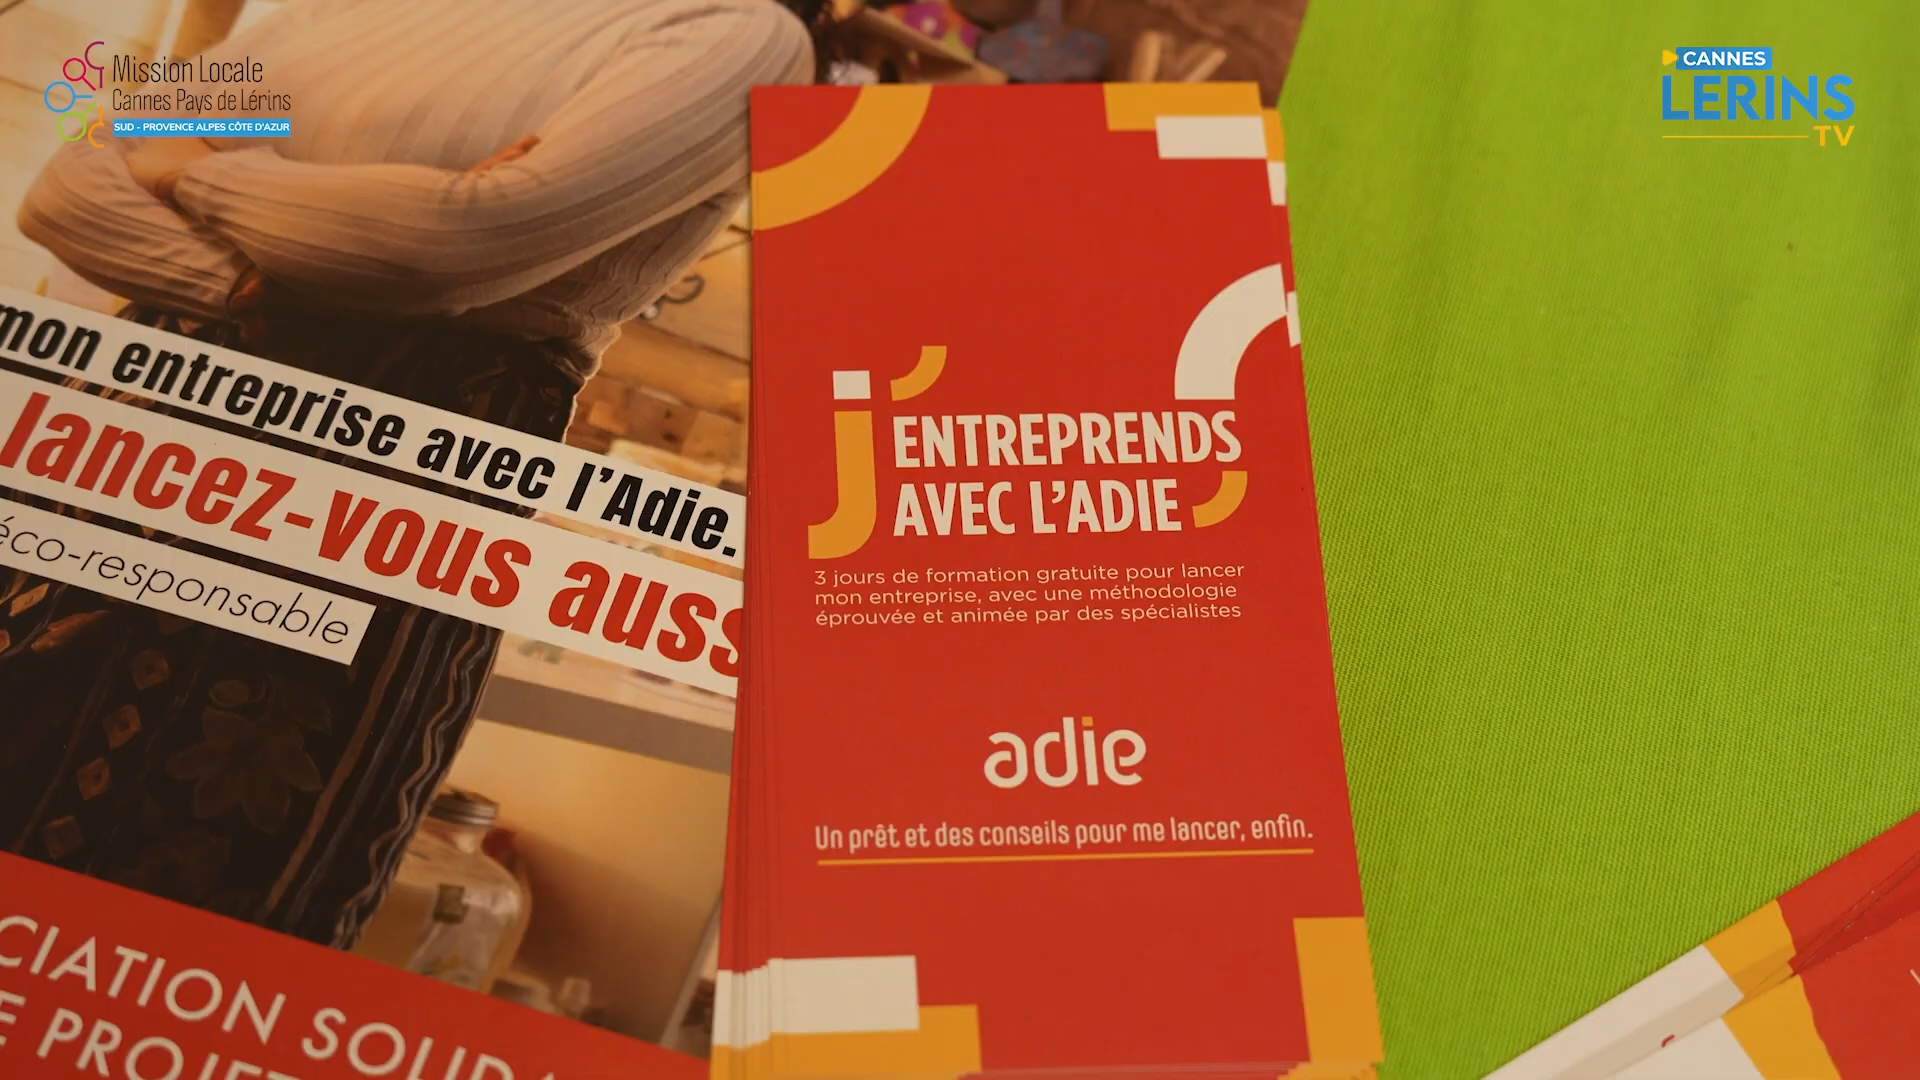 Mission Locale
Cannes Pays de Lérins
SUD - PROVENCE ALPES CÔTE D'AZUR
CANNES
LERINS
TV
mon entreprise avec l'Adie.
lancez-vous auss
éco-responsable
CIATION SOLID
E PROJET
j'ENTREPRENDS
AVEC L'ADIE
3 jours de formation gratuite pour lancer
mon entreprise, avec une méthodologie
éprouvée et animée par des spécialistes
adie
Un prêt et des conseils pour me lancer, enfin.